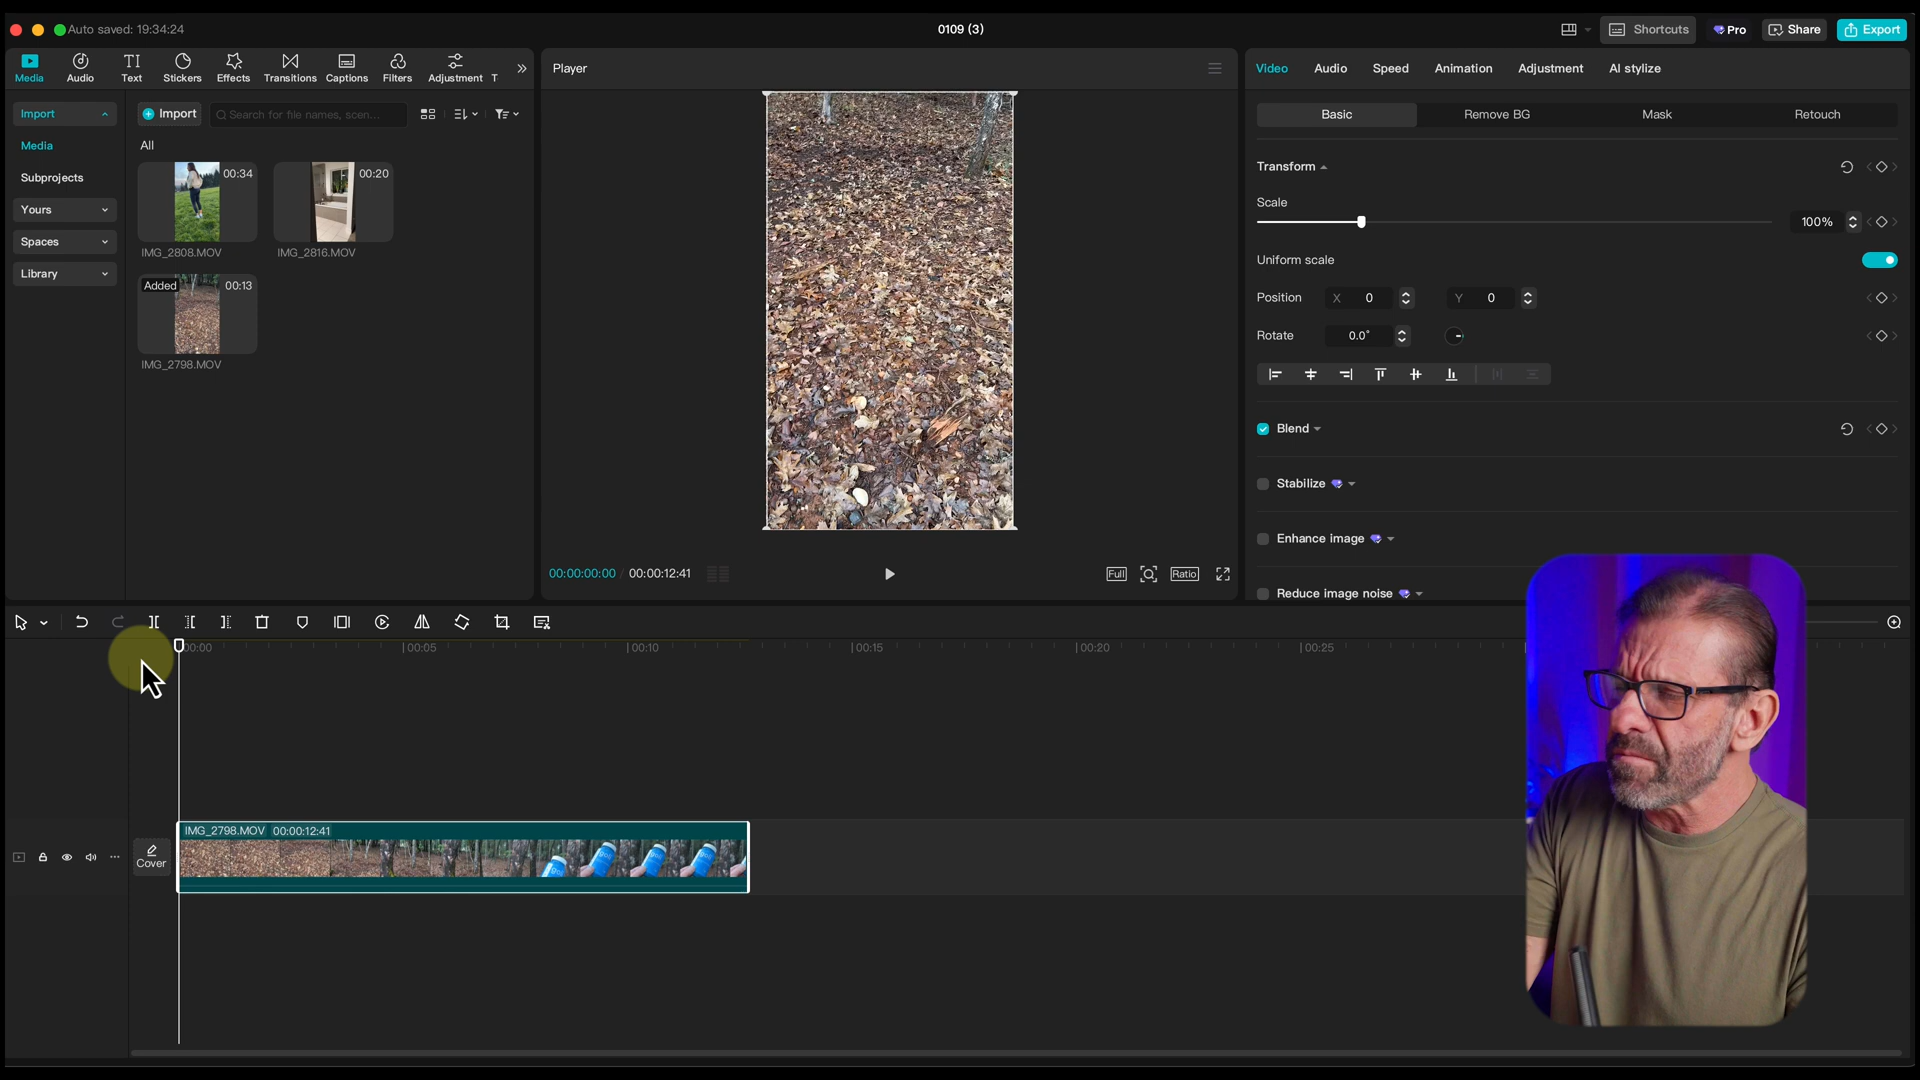 Auto saved: 19:34:24
0109 (3)
Shortcuts
Pro
Share
Export
Media
Audio
Text
Stickers
Effects
Transitions
Captions
Filters
Adjustment
T
Player
Video
Audio
Speed
Animation
Adjustment
AI stylize
Import
Media
Subprojects
Yours
Spaces
Library
Import
Search for file names, scen...
All
00:34
IMG_2808.MOV
00:20
IMG_2816.MOV
Added
00:13
IMG_2798.MOV
00:00:00:00 / 00:00:12:41
Full
Ratio
Basic
Remove BG
Mask
Retouch
Transform
Scale
100%
Uniform scale
Position
X 0
Y 0
Rotate
0.0°
Blend
Stabilize
Enhance image
Reduce image noise
00:00
00:05
00:10
00:15
00:20
00:25
Cover
IMG_2798.MOV 00:00:12:41